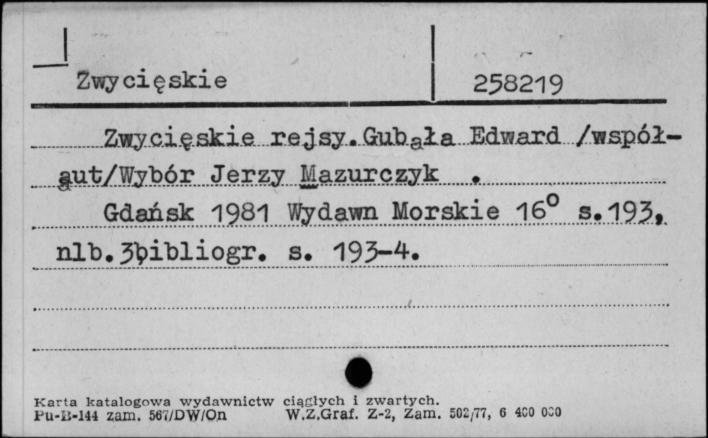 Zwycięskie 258219
Zwycięskie rejsy. Gubała Edward /współ-
aut/Wybór Jerzy Mazurczyk .
Gdańsk 1981 Wydawn Morskie 16° s.193,
nlb.3bibliogr. s. 193-4.
Karta katalogowa wydawnictw ciągłych i zwartych.
Pu-B-144 zam. 567/DW/On W.Z.Graf. Z-2, Zam. 502/77, 6 400 000